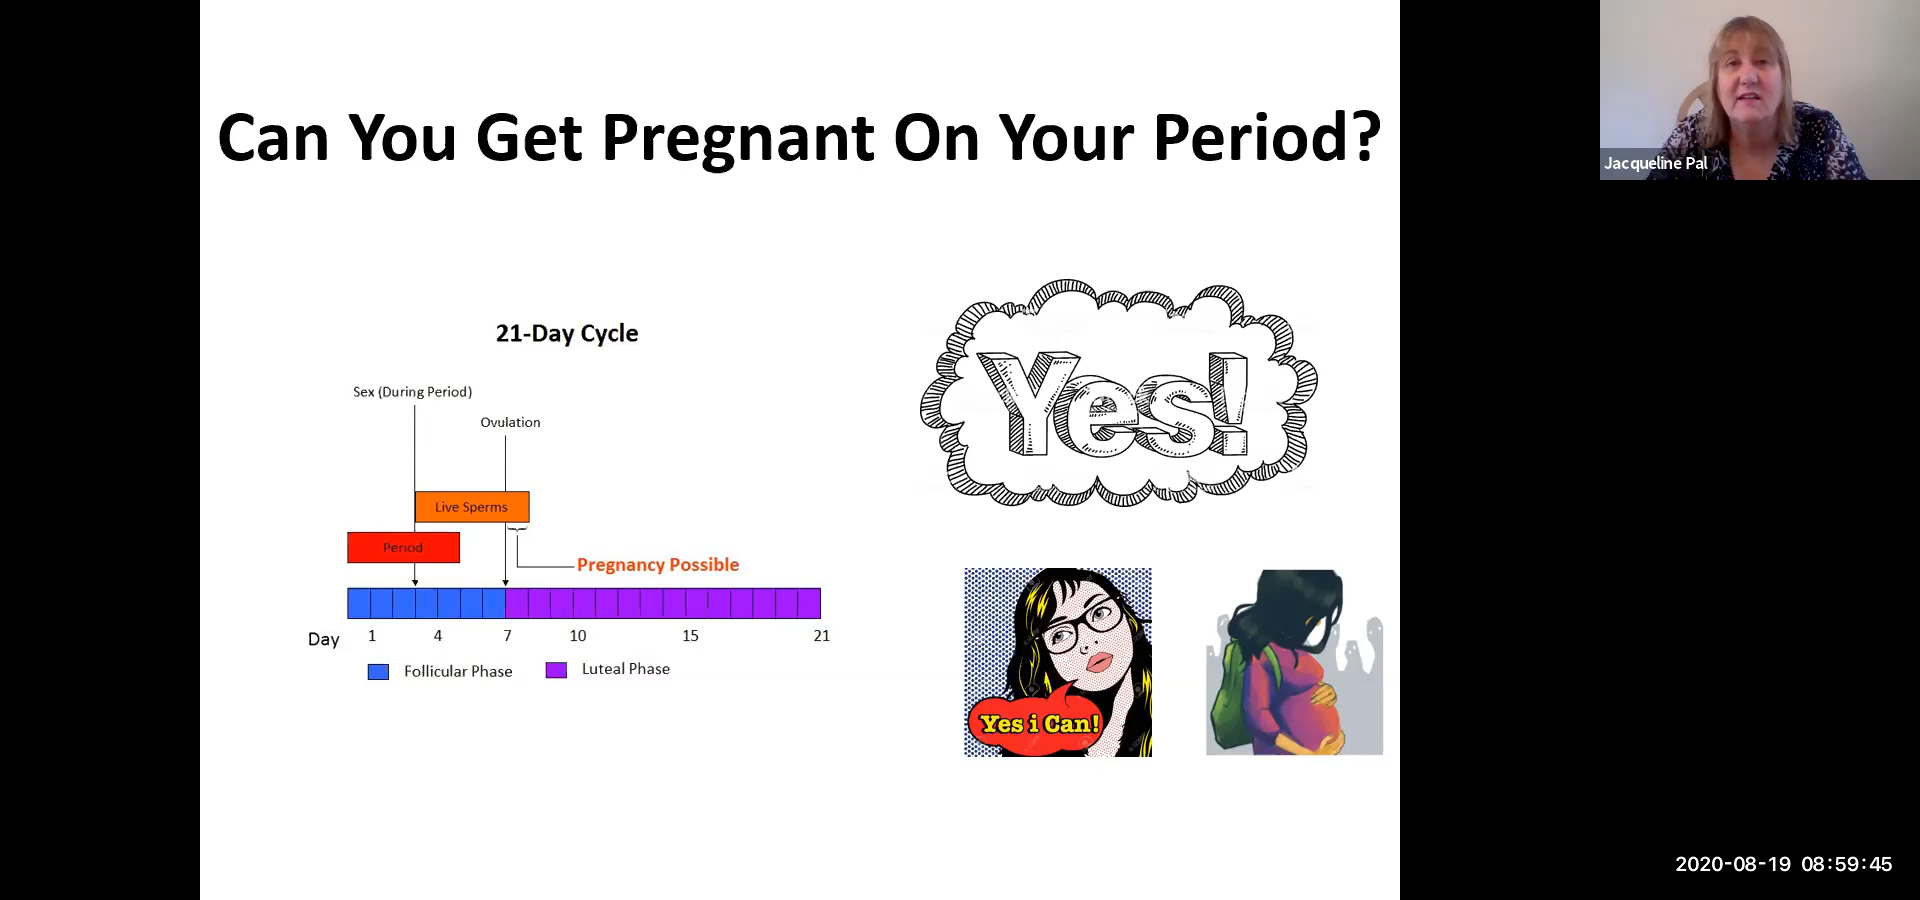 Can You Get Pregnant On Your Period?
Jacqueline Pal
21-Day Cycle
Sex (During Period)
Ovulation
Live Sperms
Period
Pregnancy Possible
Day 1 4 7 10 15 21
Follicular Phase Luteal Phase
Yes!
Yes i Can!
2020-08-19 08:59:45